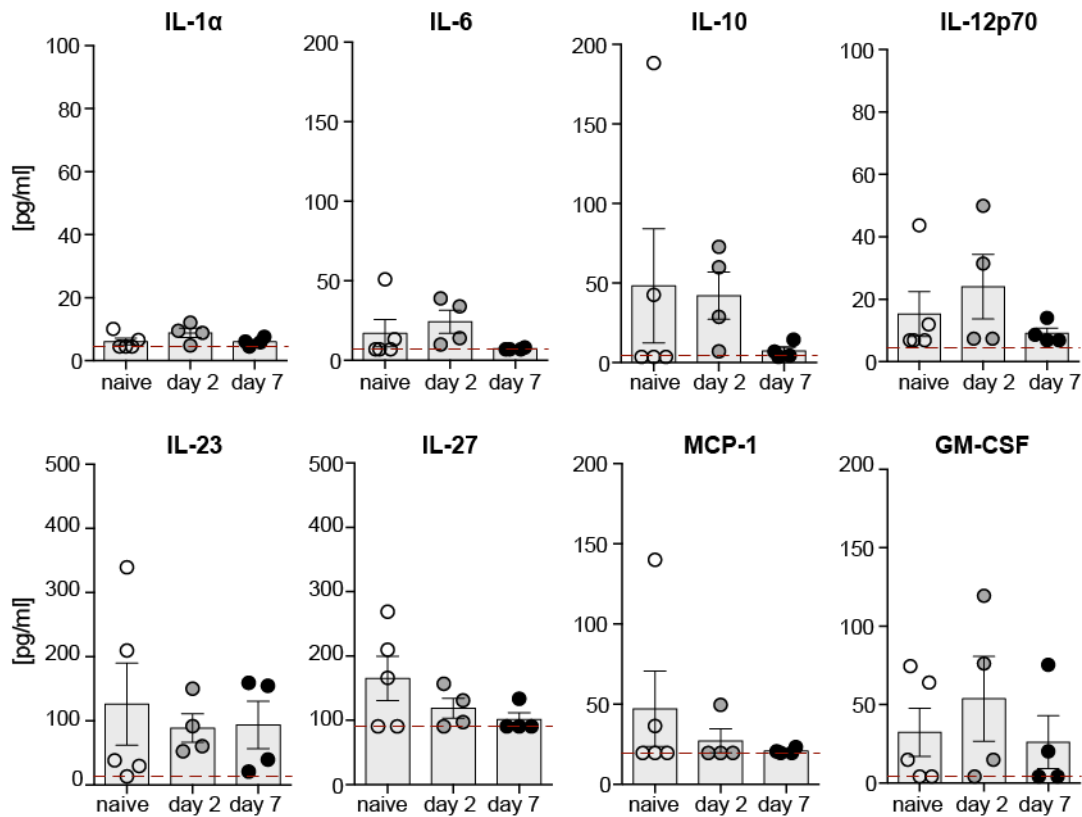 IL-1α IL-6 IL-10 IL-12p70
100 200 200 100
80 150 150 80
60 100 100 60
40 50 50 40
20 0 0 20
0 0
[pg/ml]
naive day 2 day 7 naive day 2 day 7 naive day 2 day 7 naive day 2 day 7
IL-23 IL-27 MCP-1 GM-CSF
500 500 200 200
400 400 150 150
300 300 100 100
200 200 50 50
100 100 0 0
0 0
[pg/ml]
naive day 2 day 7 naive day 2 day 7 naive day 2 day 7 naive day 2 day 7